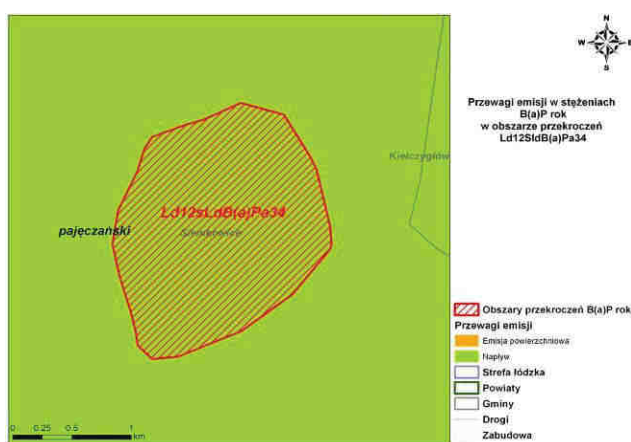 N
W E
S
Przewagi emisji w stężeniach
B(a)P rok
w obszarze przekroczeń
Ld12SldB(a)Pa34
Kiełczygłów
Ld12sLdB(a)Pa34
pajęczański
Obszary przekroczeń B(a)P rok
Przewagi emisji
Emisja powierzchniowa
Napływ
Strefa łódzka
Powiaty
Gminy
Drogi
Zabudowa
0 0.25 0.5 1
km